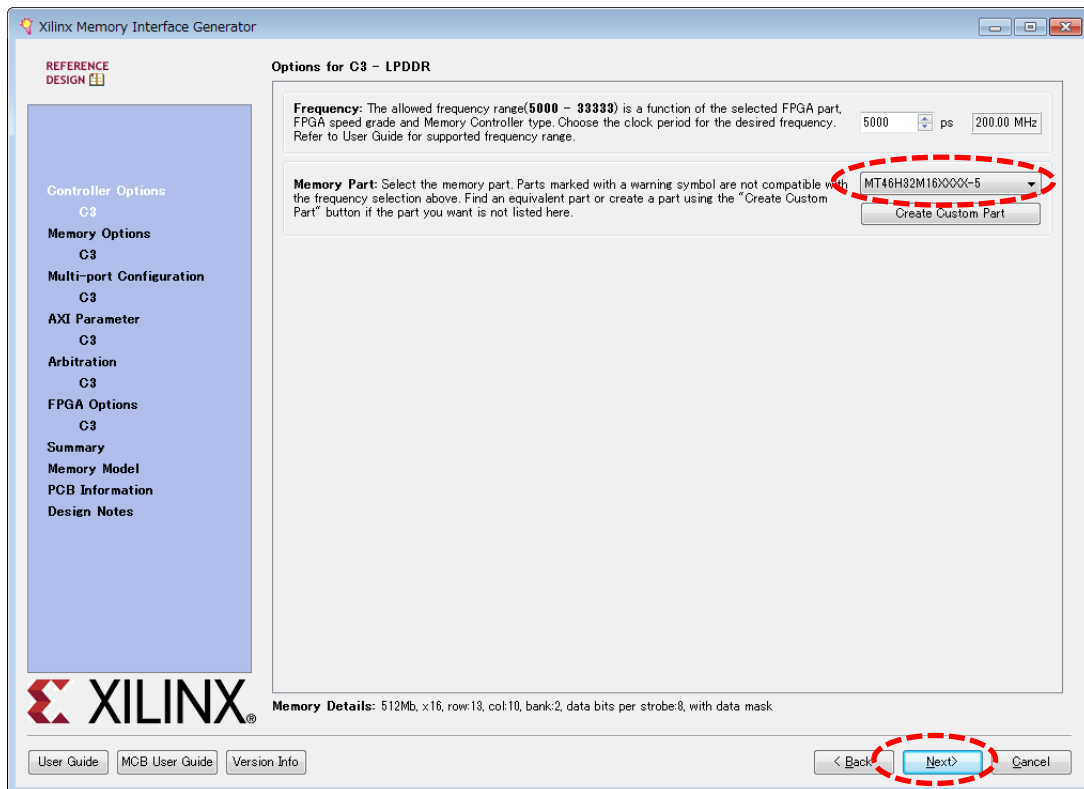 Xilinx Memory Interface Generator
REFERENCE
DESIGN
Options for C3 - LPDDR
Frequency: The allowed frequency range(5000 - 33333) is a function of the selected FPGA part,
FPGA speed grade and Memory Controller type. Choose the clock period for the desired frequency.
Refer to User Guide for supported frequency range.
5000 ps 200.00 MHz
Memory Part: Select the memory part. Parts marked with a warning symbol are not compatible with
the frequency selection above. Find an equivalent part or create a part using the "Create Custom
Part" button if the part you want is not listed here.
MT46H32M16XXXX-5
Create Custom Part
Controller Options
C3
Memory Options
C3
Multi-port Configuration
C3
AXI Parameter
C3
Arbitration
C3
FPGA Options
C3
Summary
Memory Model
PCB Information
Design Notes
XILINX®
Memory Details: 512Mb, x16, row:13, col:10, bank:2, data bits per strobe:8, with data mask
User Guide MCB User Guide Version Info < Back Next> Cancel